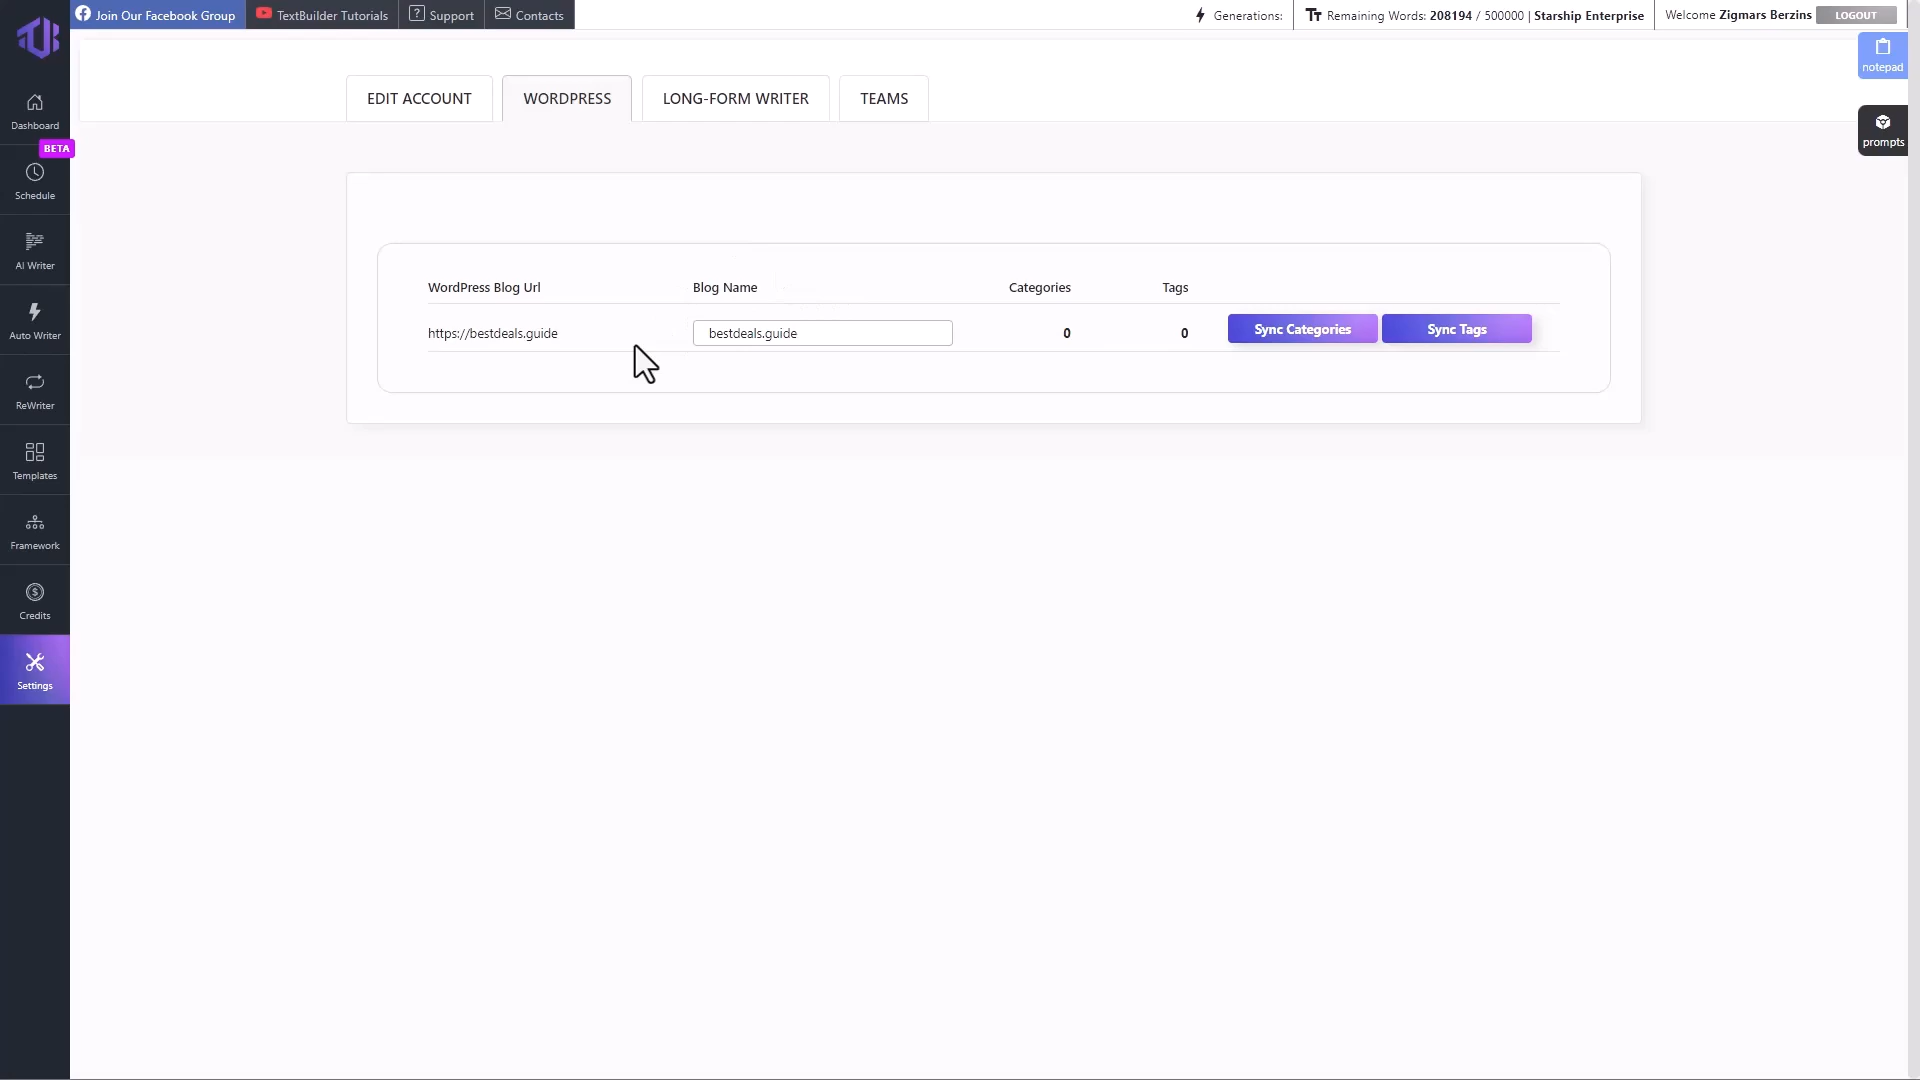 Join Our Facebook Group
TextBuilder Tutorials
Support
Contacts
Generations:
Remaining Words: 208194 / 500000 | Starship Enterprise
Welcome Zigmars Berzins
LOGOUT
notepad
prompts
Dashboard
BETA
Schedule
AI Writer
Auto Writer
ReWriter
Templates
Framework
Credits
Settings
EDIT ACCOUNT
WORDPRESS
LONG-FORM WRITER
TEAMS
WordPress Blog Url
Blog Name
Categories
Tags
https://bestdeals.guide
bestdeals.guide
0
0
Sync Categories
Sync Tags